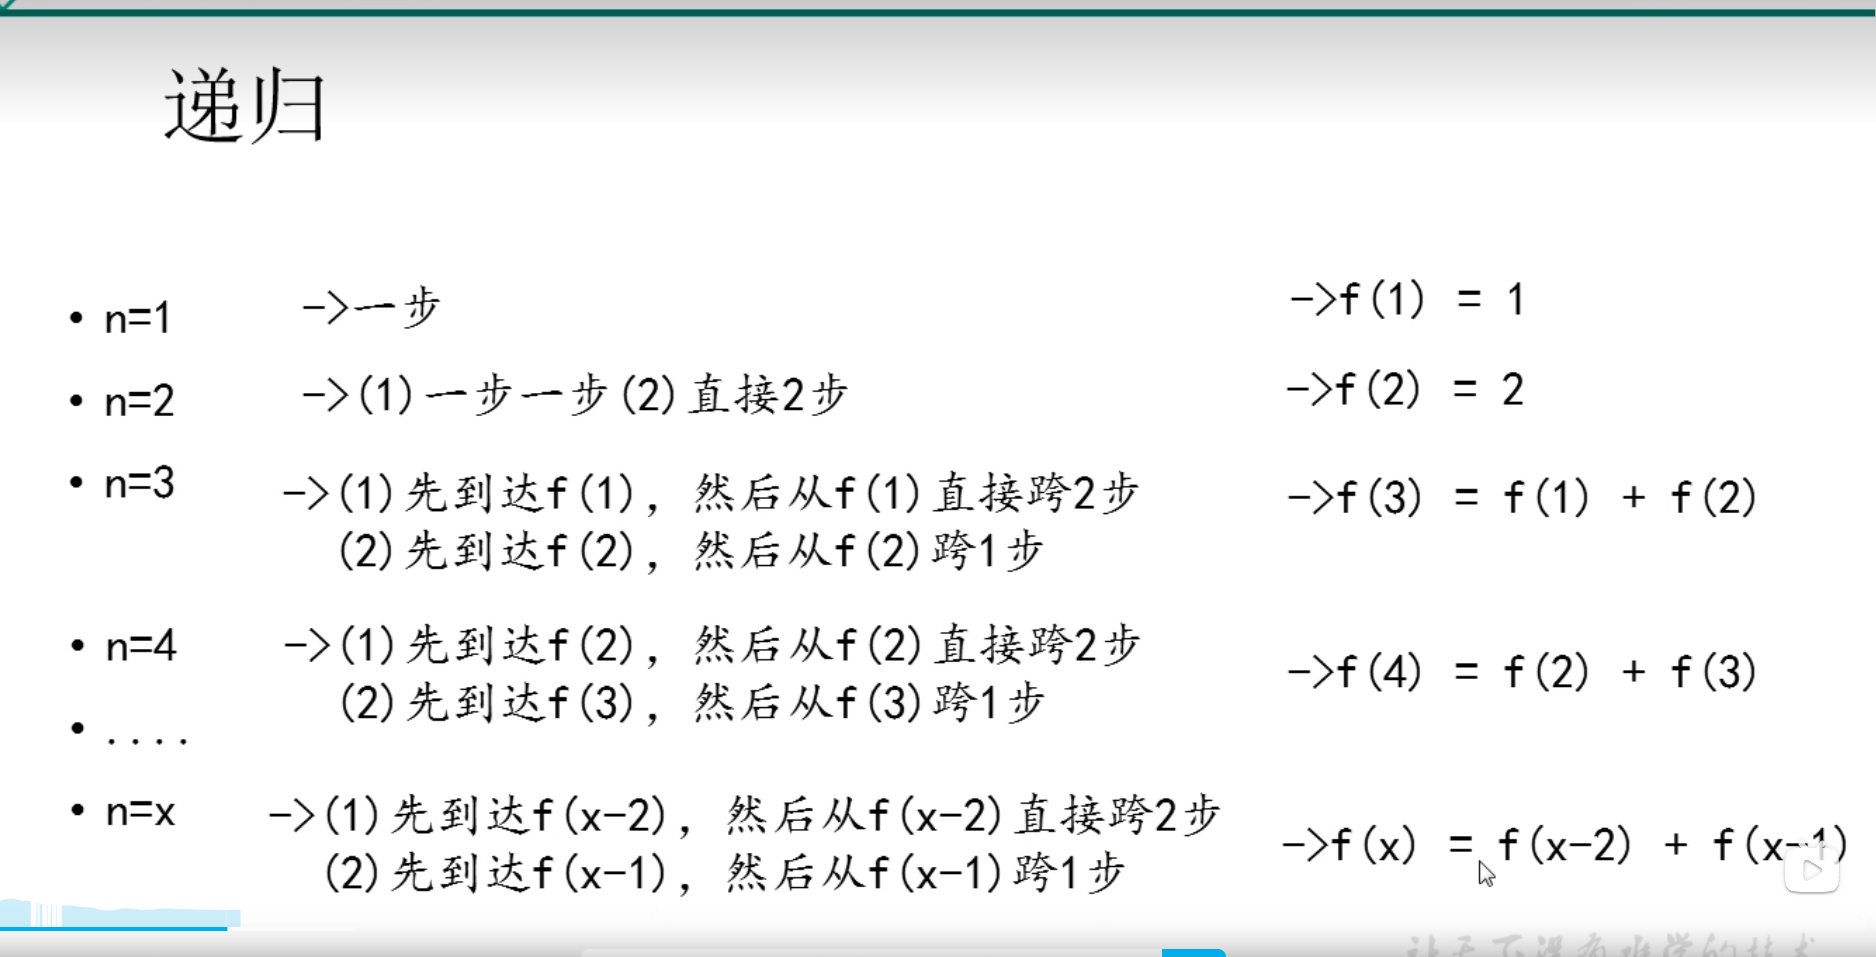 递归
• n=1 ->一步 ->f(1) = 1
• n=2 ->(1)一步一步(2)直接2步 ->f(2) = 2
• n=3 ->(1)先到达f(1)，然后从f(1)直接跨2步 ->f(3) = f(1) + f(2)
(2)先到达f(2)，然后从f(2)跨1步
• n=4 ->(1)先到达f(2)，然后从f(2)直接跨2步 ->f(4) = f(2) + f(3)
(2)先到达f(3)，然后从f(3)跨1步
• ....
• n=x ->(1)先到达f(x-2)，然后从f(x-2)直接跨2步 ->f(x) = f(x-2) + f(x-1)
(2)先到达f(x-1)，然后从f(x-1)跨1步